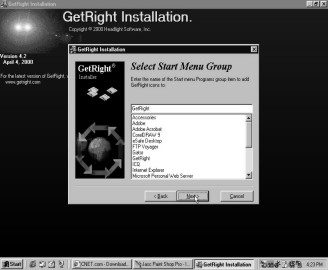 GetRight Installation
GetRight Installation.
Copyright © 2000 Headlight Software, Inc.
Version 4.2
April 4, 2000
For the latest version of GetRight,
www.getright.com
GetRight Installation
GetRight®
Installer
Select Start Menu Group
Enter the name of the Start menu Programs group item to add
GetRight icons to:
GetRight
Accessories
Adobe
Adobe Acrobat
CorelDRAW 9
eSafe Desktop
FTP Voyager
Gator
GetRight
ICQ
Internet Explorer
Microsoft Personal Web Server
< Back
Next >
Cancel
Start
CNET.com - Download...
Jasc Paint Shop Pro - I...
GetRight Installation
4:23 PM